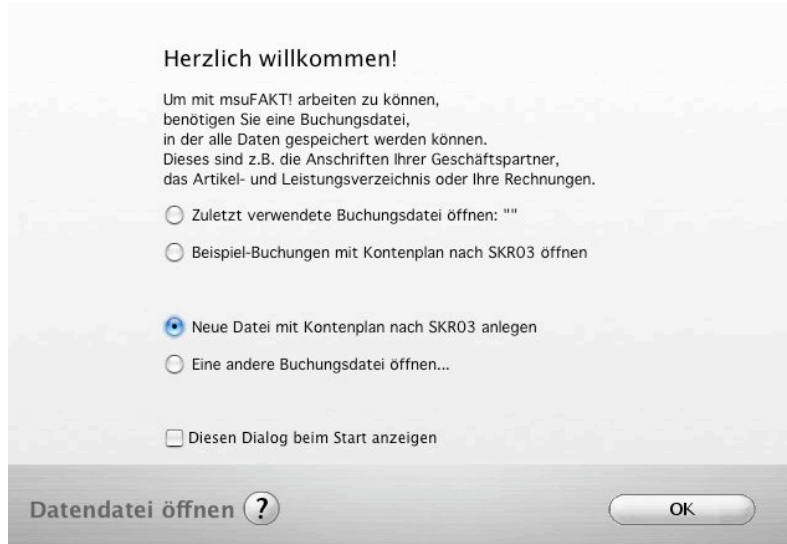 Herzlich willkommen!
Um mit msuFAKT! arbeiten zu können,
benötigen Sie eine Buchungsdatei,
in der alle Daten gespeichert werden können.
Dieses sind z.B. die Anschriften Ihrer Geschäftspartner,
das Artikel- und Leistungsverzeichnis oder Ihre Rechnungen.
Zuletzt verwendete Buchungsdatei öffnen: ""
Beispiel-Buchungen mit Kontenplan nach SKR03 öffnen
Neue Datei mit Kontenplan nach SKR03 anlegen
Eine andere Buchungsdatei öffnen...
Diesen Dialog beim Start anzeigen
Datendatei öffnen ?
OK